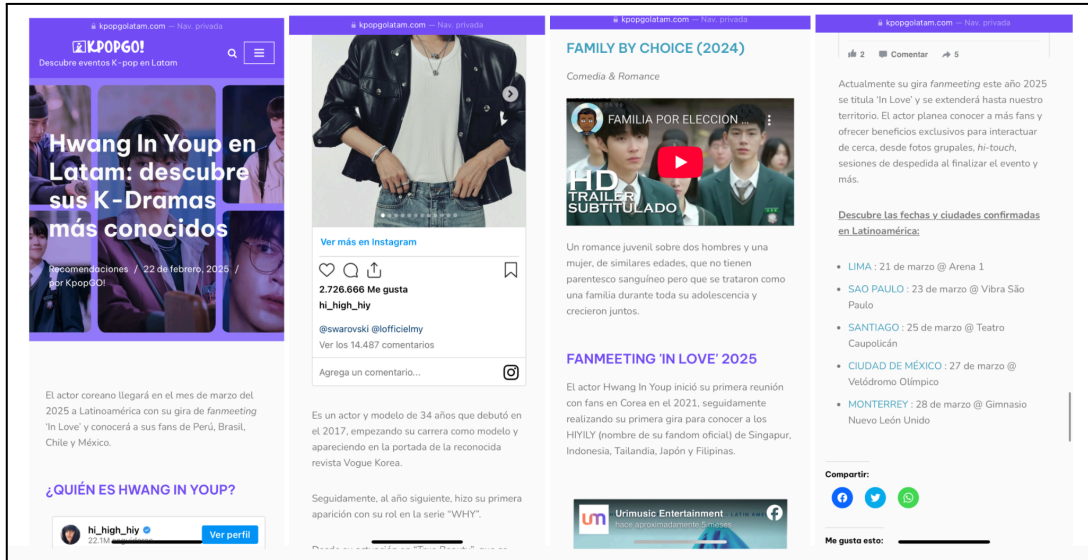 kpopgolatam.com — Nav. privada
KPOPGO!
Descubre eventos K-pop en Latam
Hwang In Youp en
Latam: descubre
sus K-Dramas
más conocidos
Recomendaciones / 22 de febrero, 2025 /
por KpopGO!
El actor coreano llegará en el mes de marzo del
2025 a Latinoamérica con su gira de fanmeeting
'In Love' y conocerá a sus fans de Perú, Brasil,
Chile y México.
¿QUIÉN ES HWANG IN YOUP?
hi_high_hiy
22.1M seguidores
Ver perfil
kpopgolatam.com — Nav. privada
Ver más en Instagram
2.726.666 Me gusta
hi_high_hiy
@swarovski @lofficielmy
Ver los 14.487 comentarios
Agrega un comentario...
Es un actor y modelo de 34 años que debutó en
el 2017, empezando su carrera como modelo y
apareciendo en la portada de la reconocida
revista Vogue Korea.
Seguidamente, al año siguiente, hizo su primera
aparición con su rol en la serie "WHY".
kpopgolatam.com — Nav. privada
FAMILY BY CHOICE (2024)
Comedia & Romance
FAMILIA POR ELECCION ...
HD
TRAILER
SUBTITULADO
Un romance juvenil sobre dos hombres y una
mujer, de similares edades, que no tienen
parentesco sanguíneo pero que se trataron como
una familia durante toda su adolescencia y
crecieron juntos.
FANMEETING 'IN LOVE' 2025
El actor Hwang In Youp inició su primera reunión
con fans en Corea en el 2021, seguidamente
realizando su primera gira para conocer a los
HIYILY (nombre de su fandom oficial) de Singapur,
Indonesia, Tailandia, Japón y Filipinas.
um
Urimusic Entertainment
hace aproximadamente 5 meses
kpopgolatam.com — Nav. privada
2 Comentar 5
Actualmente su gira fanmeeting este año 2025
se titula 'In Love' y se extenderá hasta nuestro
territorio. El actor planea conocer a más fans y
ofrecer beneficios exclusivos para interactuar
de cerca, desde fotos grupales, hi-touch,
sesiones de despedida al finalizar el evento y
más.
Descubre las fechas y ciudades confirmadas
en Latinoamérica:
• LIMA : 21 de marzo @ Arena 1
• SAO PAULO : 23 de marzo @ Vibra São
Paulo
• SANTIAGO : 25 de marzo @ Teatro
Caupolicán
• CIUDAD DE MÉXICO : 27 de marzo @
Velódromo Olímpico
• MONTERREY : 28 de marzo @ Gimnasio
Nuevo León Unido
Compartir:
Me gusta esto: